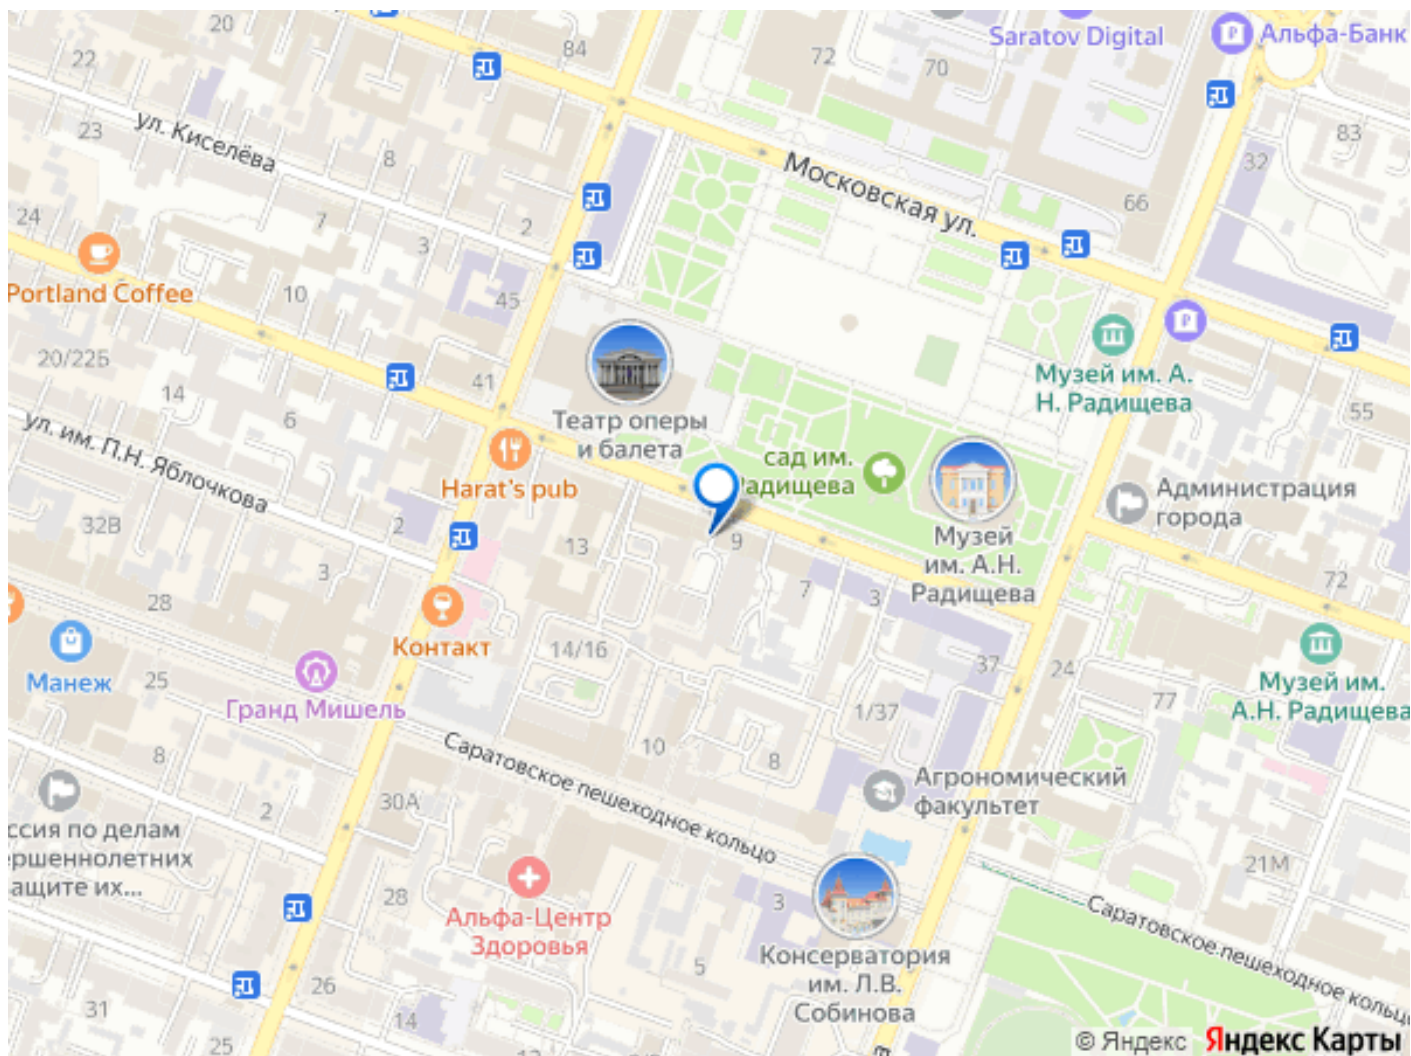 20
84
Saratov Digital
Альфа-Банк
22
72
70
23
ул. Киселёва
8
83
32
Московская ул.
66
24
7
3
2
Portland Coffee
10
45
20/22Б
41
14
6
Театр оперы
и балета
Музей им. А.
Н. Радищева
55
ул. им. П.Н. Яблочкова
Harat's pub
сад им.
Радищева
Администрация
города
32В
2
13
9
Музей
им. А.Н.
Радищева
3
28
7
3
72
Контакт
14/16
37
24
Манеж
25
Гранд Мишель
77
Музей им.
А.Н. Радищева
1/37
8
10
8
Саратовское пешеходное кольцо
Агрономический
факультет
30А
2
ссия по делам
ершеннолетних
ащите их...
21М
28
Альфа-Центр
Здоровья
3
Саратовское пешеходное кольцо
Консерватория
им. Л.В.
Собинова
5
26
31
14
25
© Яндекс Яндекс Карты